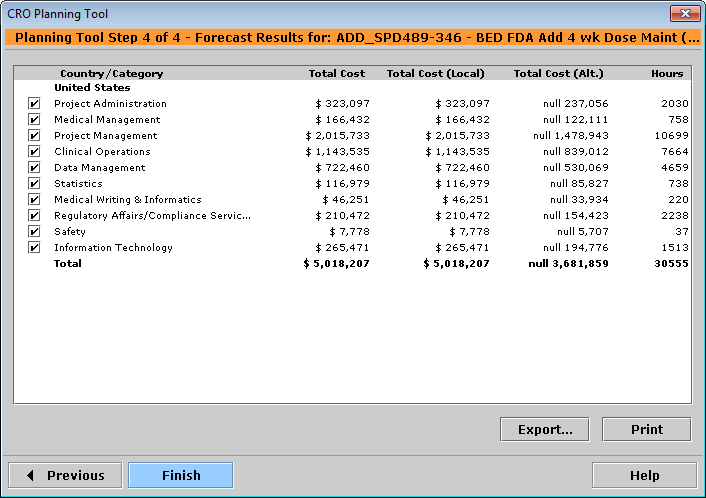 CRO Planning Tool
Planning Tool Step 4 of 4 - Forecast Results for: ADD_SPD489-346 - BED FDA Add 4 wk Dose Maint (...
Country/Category Total Cost Total Cost (Local) Total Cost (Alt.) Hours
United States
Project Administration $ 323,097 $ 323,097 null 237,056 2030
Medical Management $ 166,432 $ 166,432 null 122,111 758
Project Management $ 2,015,733 $ 2,015,733 null 1,478,943 10699
Clinical Operations $ 1,143,535 $ 1,143,535 null 839,012 7664
Data Management $ 722,460 $ 722,460 null 530,069 4659
Statistics $ 116,979 $ 116,979 null 85,827 738
Medical Writing & Informatics $ 46,251 $ 46,251 null 33,934 220
Regulatory Affairs/Compliance Servic... $ 210,472 $ 210,472 null 154,423 2238
Safety $ 7,778 $ 7,778 null 5,707 37
Information Technology $ 265,471 $ 265,471 null 194,776 1513
Total $ 5,018,207 $ 5,018,207 null 3,681,859 30555
Export... Print
Previous Finish Help